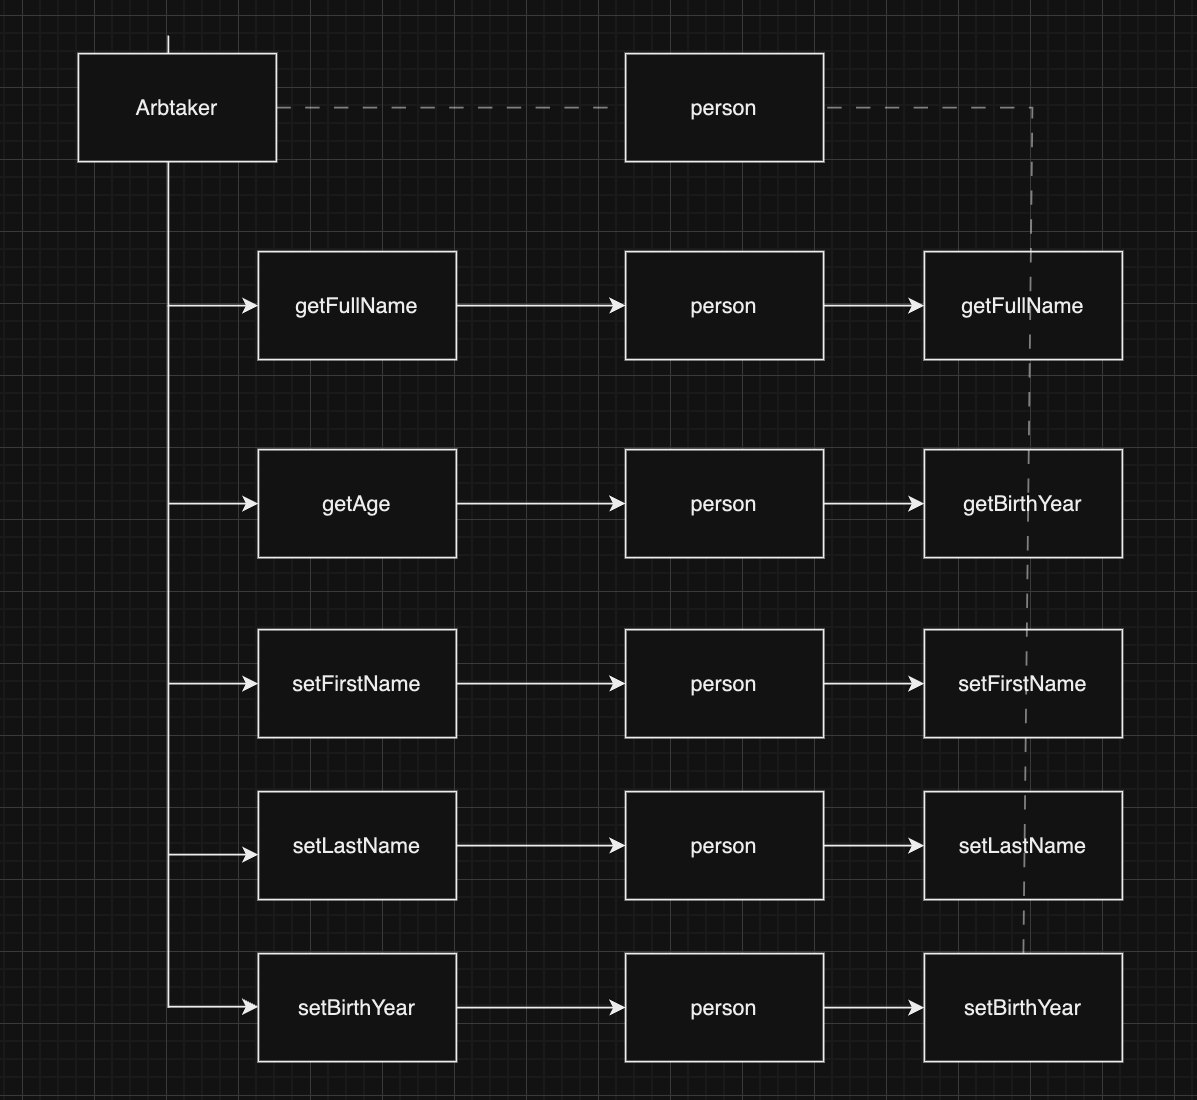 Arbtaker
person
getFullName
person
getFullName
getAge
person
getBirthYear
setFirstName
person
setFirstName
setLastName
person
setLastName
setBirthYear
person
setBirthYear